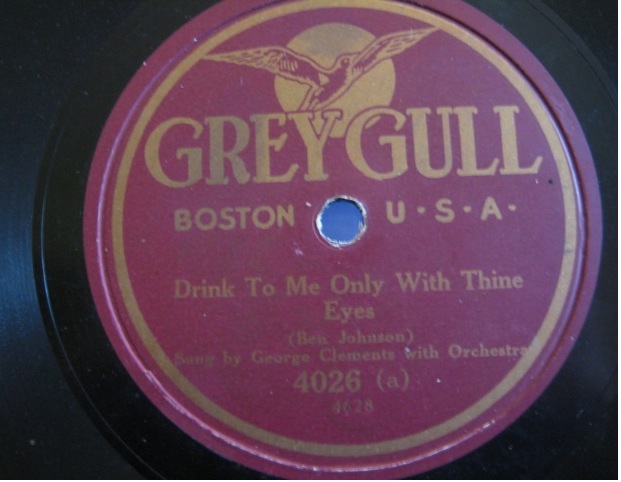 GREY GULL
BOSTON U·S·A·
Drink To Me Only With Thine
Eyes
(Ben Johnson)
Sung by George Clements with Orchestra
4026 (a)
4628